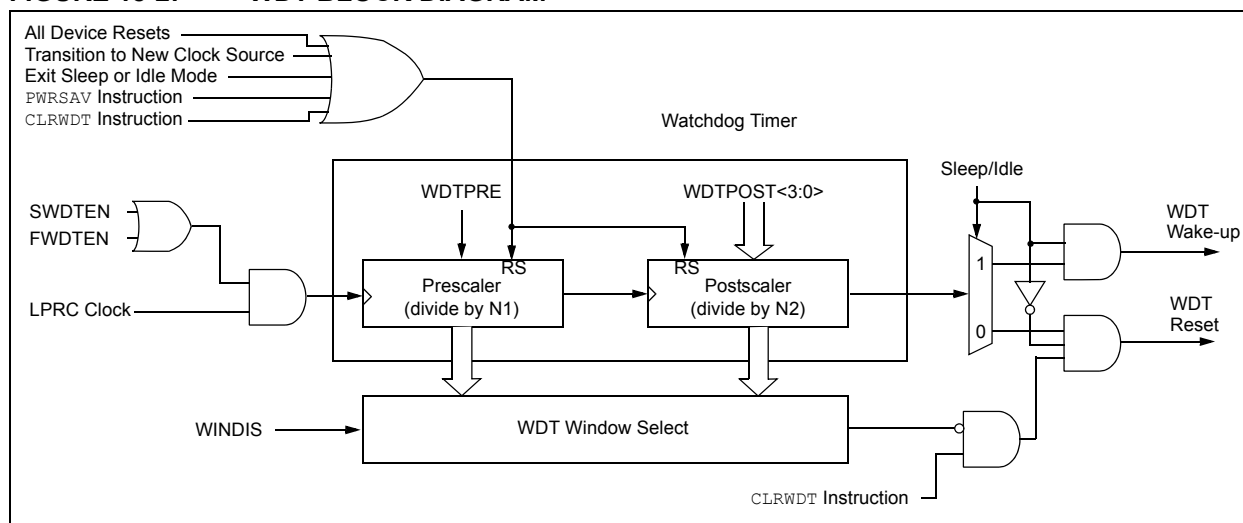 All Device Resets
Transition to New Clock Source
Exit Sleep or Idle Mode
PWRSAV Instruction
CLRWDT Instruction
Watchdog Timer
Sleep/Idle
WDTPRE
WDTPOST<3:0>
SWDTEN
FWDTEN
WDT
Wake-up
RS
RS
Prescaler
(divide by N1)
Postscaler
(divide by N2)
1
0
LPRC Clock
WDT
Reset
WINDIS
WDT Window Select
CLRWDT Instruction